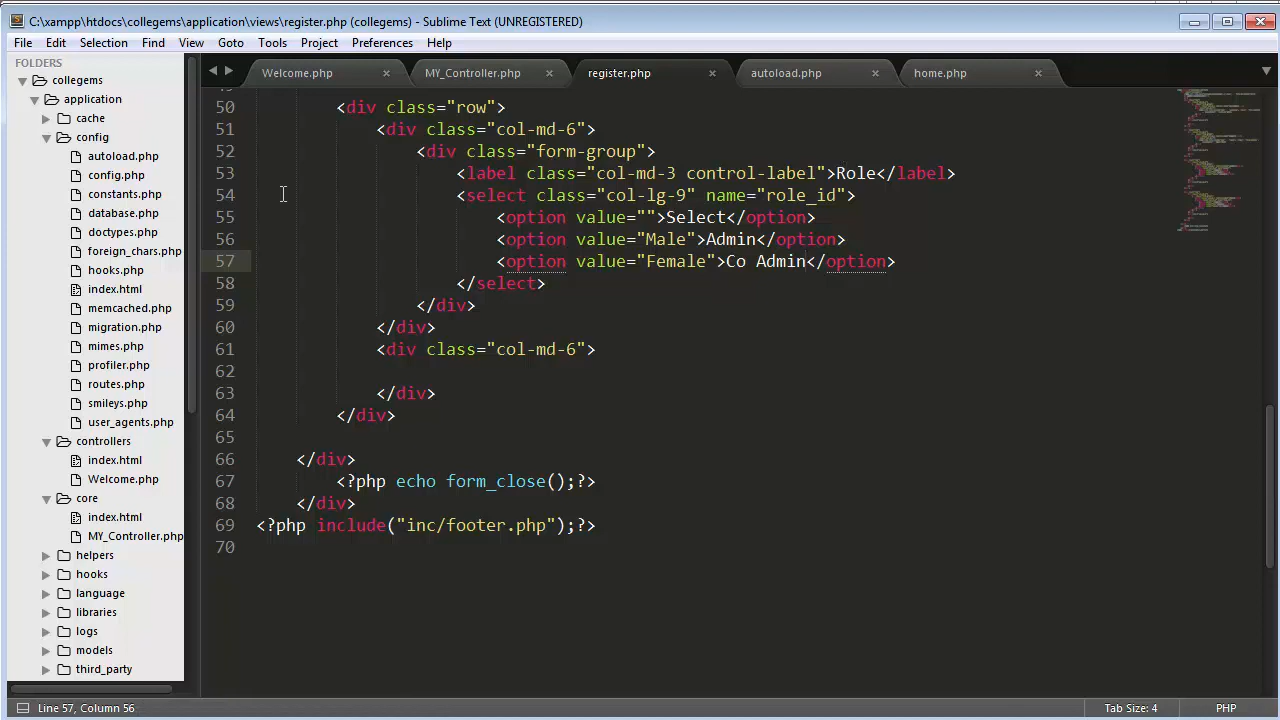 C:\xampp\htdocs\collegems\application\views\register.php (collegems) - Sublime Text (UNREGISTERED)
File Edit Selection Find View Goto Tools Project Preferences Help
FOLDERS
collegems
application
cache
config
autoload.php
config.php
constants.php
database.php
doctypes.php
foreign_chars.php
hooks.php
index.html
memcached.php
migration.php
mimes.php
profiler.php
routes.php
smileys.php
user_agents.php
controllers
index.html
Welcome.php
core
index.html
MY_Controller.php
helpers
hooks
language
libraries
logs
models
third_party
Welcome.php MY_Controller.php register.php autoload.php home.php
50 <div class="row">
51 <div class="col-md-6">
52 <div class="form-group">
53 <label class="col-md-3 control-label">Role</label>
54 <select class="col-lg-9" name="role_id">
55 <option value="">Select</option>
56 <option value="Male">Admin</option>
57 <option value="Female">Co Admin</option>
58 </select>
59 </div>
60 </div>
61 <div class="col-md-6">
62
63 </div>
64 </div>
65
66 </div>
67 <?php echo form_close();?>
68 </div>
69 <?php include("inc/footer.php");?>
70
Line 57, Column 56 Tab Size: 4 PHP